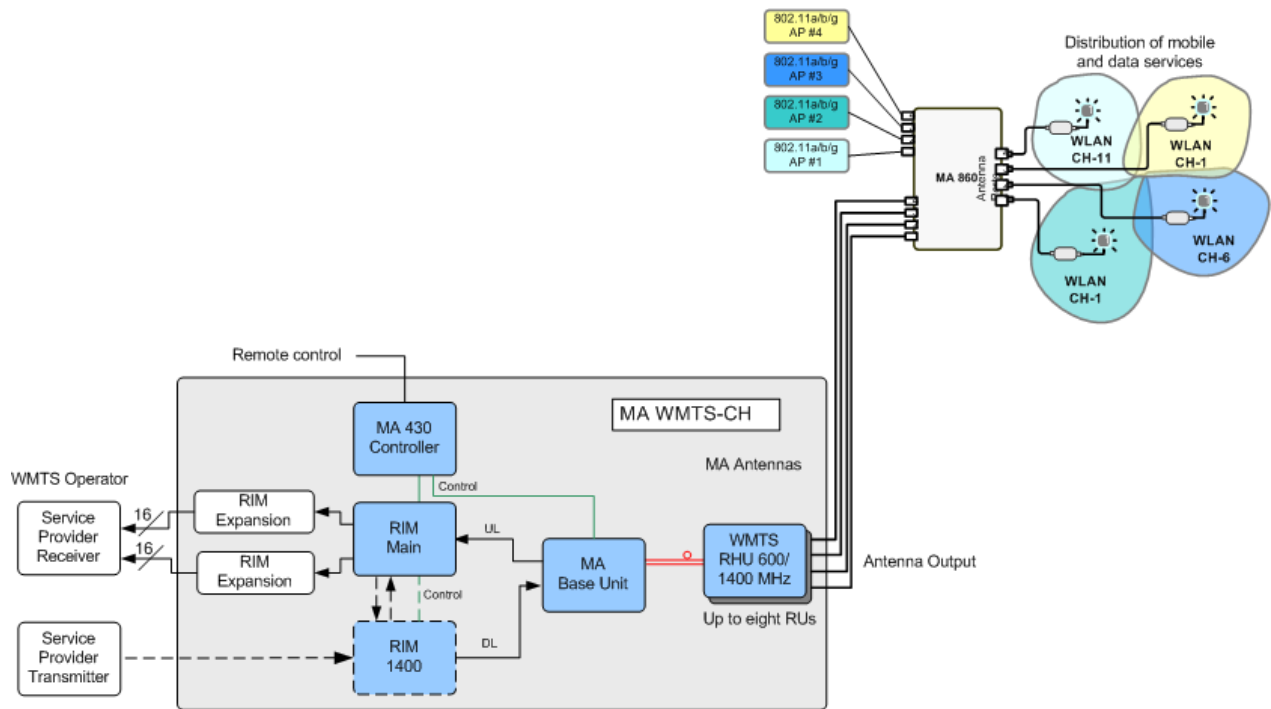 802.11a/b/g
AP #4
802.11a/b/g
AP #3
802.11a/b/g
AP #2
802.11a/b/g
AP #1
Distribution of mobile
and data services
MA 860
Antenna
WLAN
CH-11
WLAN
CH-1
WLAN
CH-6
WLAN
CH-1
Remote control
MA WMTS-CH
MA 430
Controller
MA Antennas
WMTS Operator
Control
Service
Provider
Receiver
16
16
RIM
Expansion
RIM
Expansion
RIM
Main
UL
MA
Base Unit
WMTS
RHU 600/
1400 MHz
Antenna Output
Up to eight RUs
Control
Service
Provider
Transmitter
RIM
1400
DL